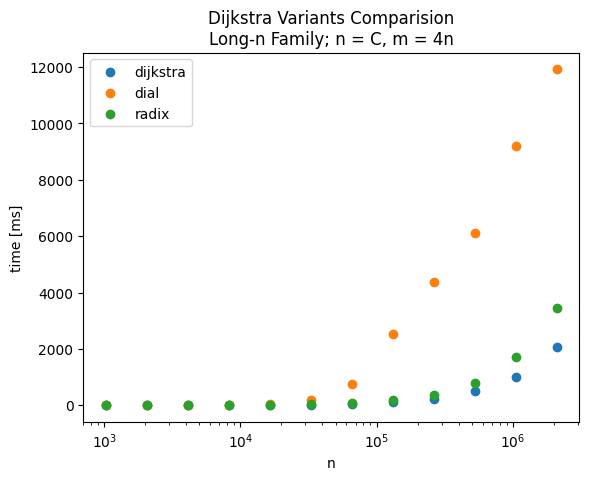 Dijkstra Variants Comparision
Long-n Family; n = C, m = 4n
dijkstra
dial
radix
time [ms]
12000
10000
8000
6000
4000
2000
0
10³ 10⁴ 10⁵ 10⁶
n